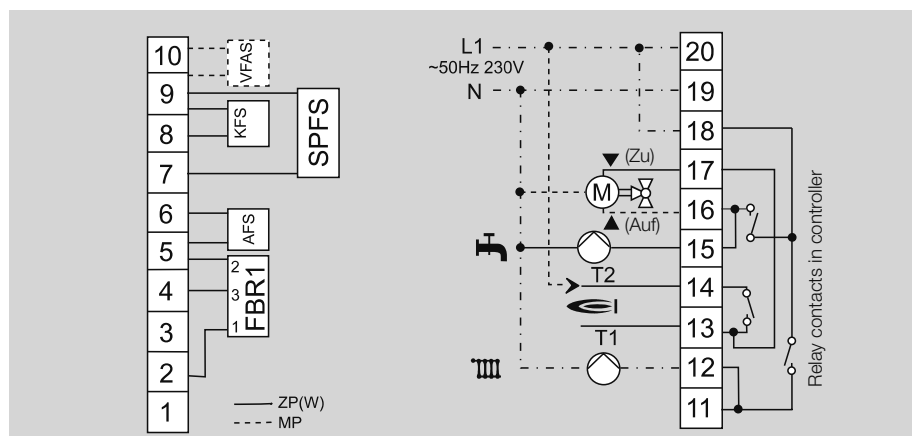 10
9
8
7
6
5
4
3
2
1
VFAS
KFS
SPFS
AFS
2
3
1
FBR1
ZP(W)
MP
L1
~50Hz 230V
N
(Zu)
M
(Auf)
T2
T1
20
19
18
17
16
15
14
13
12
11
Relay contacts in controller